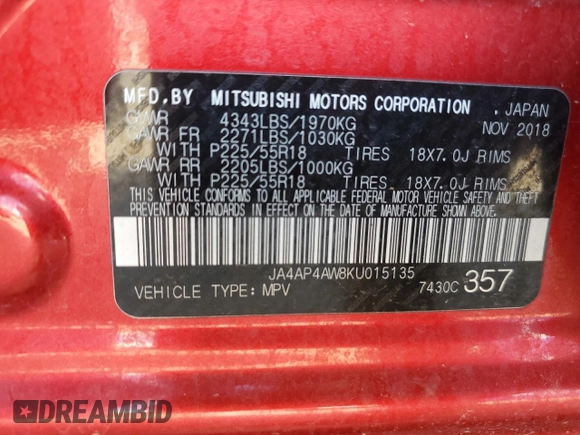 MFD.BY MITSUBISHI MOTORS CORPORATION . JAPAN
GVWR 4343LBS/1970KG NOV 2018
GAWR FR 2271LBS/1030KG
WITH P225/55R18 TIRES 18X7.0J RIMS
GAWR RR 2205LBS/1000KG
WITH P225/55R18 TIRES 18X7.0J RIMS
THIS VEHICLE CONFORMS TO ALL APPLICABLE FEDERAL MOTOR VEHICLE SAFETY AND THEFT
PREVENTION STANDARDS IN EFFECT ON THE DATE OF MANUFACTURE SHOWN ABOVE.
JA4AP4AW8KU015135
VEHICLE TYPE: MPV 7430C 357
DREAMBID